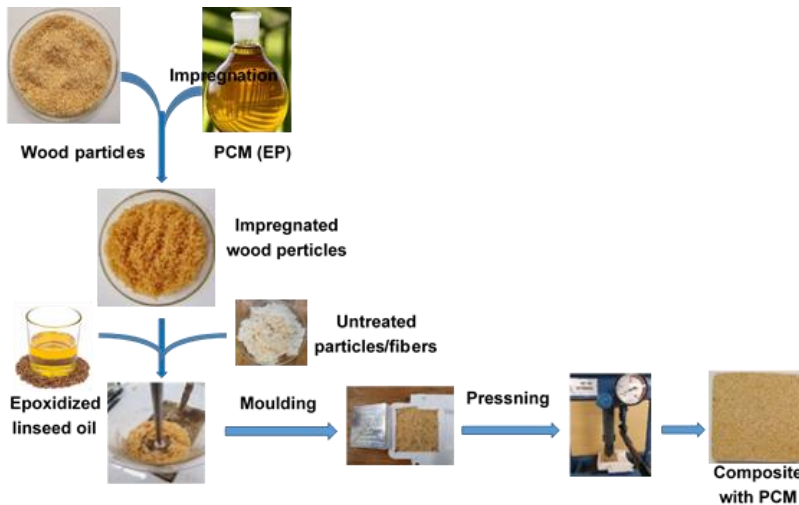 Impregnation
Wood particles
PCM (EP)
Impregnated
wood perticles
Untreated
particles/fibers
Epoxidized
linseed oil
Moulding
Pressning
Composite
with PCM